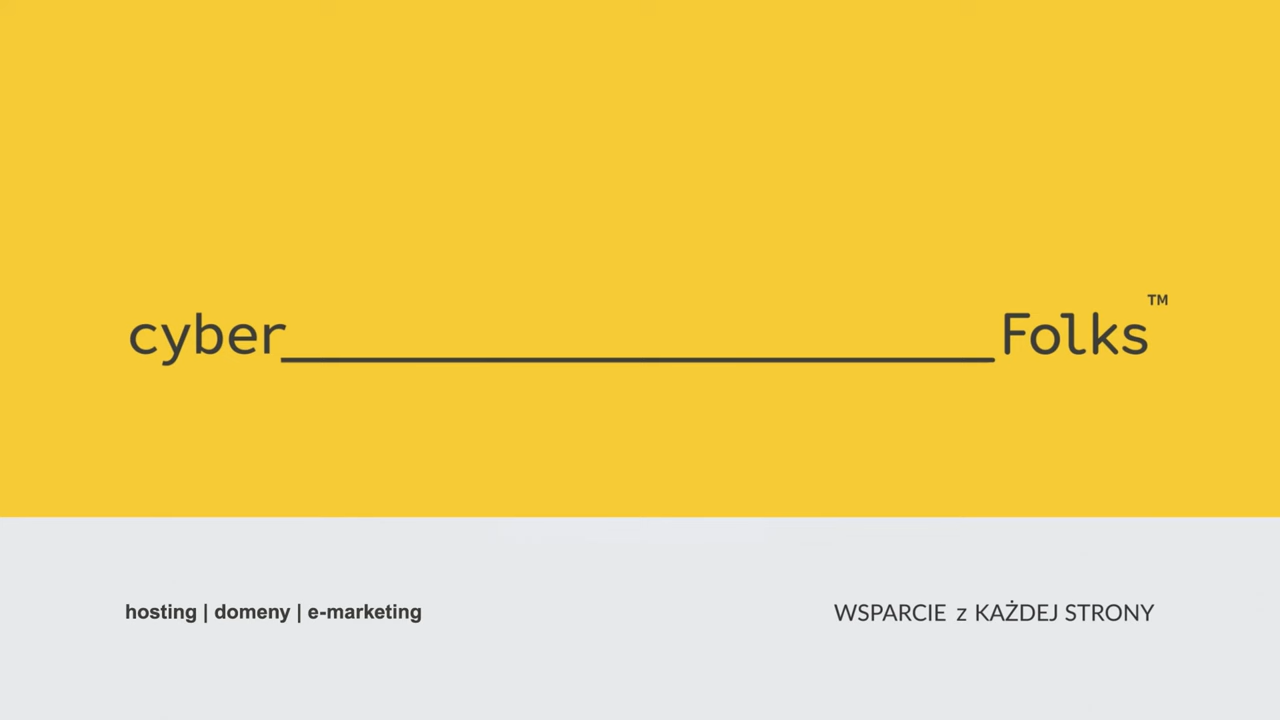 cyber_Folks™
hosting | domeny | e-marketing
WSPARCIE z KAŻDEJ STRONY